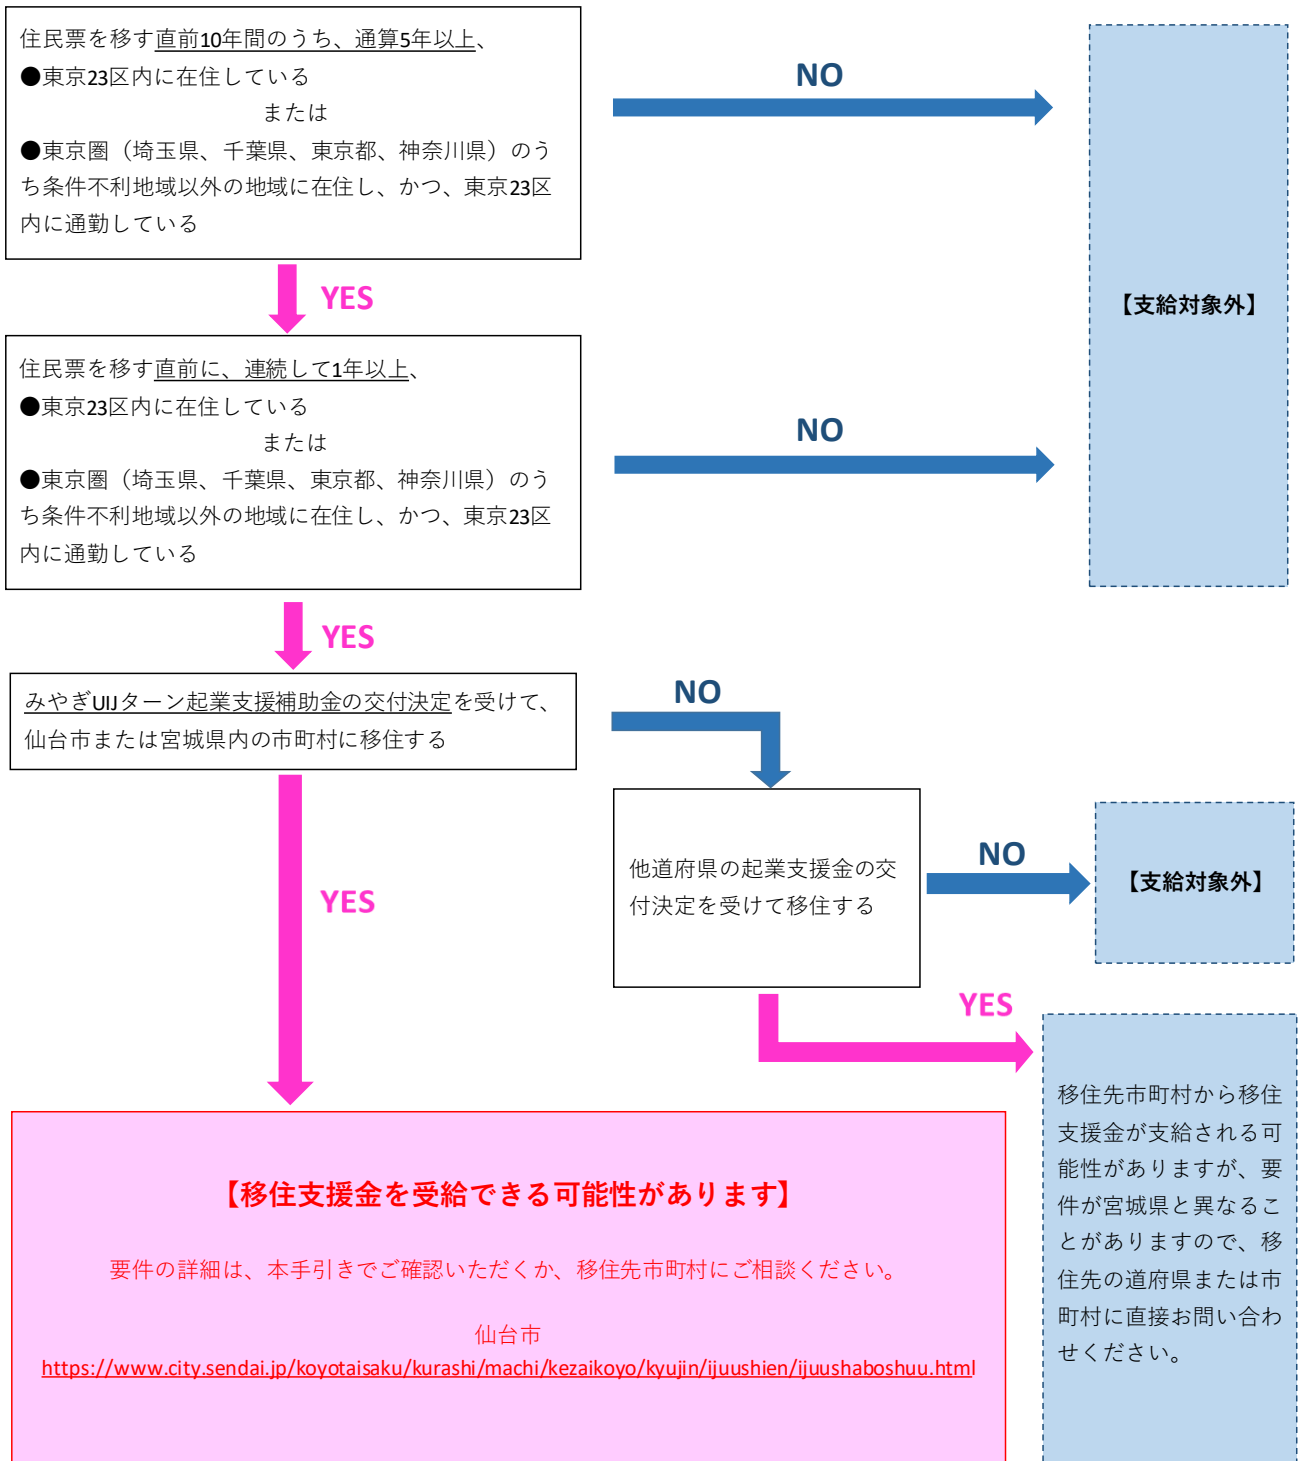 住民票を移す直前10年間のうち、通算5年以上、
●東京23区内に在住している
または
●東京圏（埼玉県、千葉県、東京都、神奈川県）のう
ち条件不利地域以外の地域に在住し、かつ、東京23区
内に通勤している
NO
【支給対象外】
YES
住民票を移す直前に、連続して1年以上、
●東京23区内に在住している
または
●東京圏（埼玉県、千葉県、東京都、神奈川県）のう
ち条件不利地域以外の地域に在住し、かつ、東京23区
内に通勤している
NO
YES
みやぎUIJターン起業支援補助金の交付決定を受けて、
仙台市または宮城県内の市町村に移住する
NO
他道府県の起業支援金の交
付決定を受けて移住する
NO
【支給対象外】
YES
YES
移住先市町村から移住
支援金が支給される可
能性がありますが、要
件が宮城県と異なるこ
とがありますので、移
住先の道府県または市
町村に直接お問い合わ
せください。
【移住支援金を受給できる可能性があります】
要件の詳細は、本手引きでご確認いただくか、移住先市町村にご相談ください。
仙台市
https://www.city.sendai.jp/koyotaisaku/kurashi/machi/kezaikoyo/kyujin/ijuushien/ijuushaboshuu.html